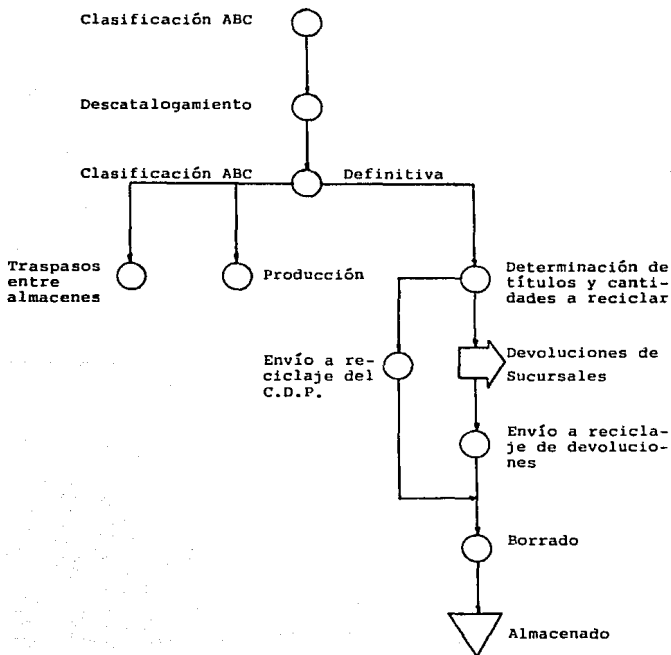 Clasificación ABC
Descatalogamiento
Clasificación ABC Definitiva
Traspasos
entre
almacenes
Producción
Determinación de
títulos y canti-
dades a reciclar
Envío a re-
ciclaje del
C.D.P.
Devoluciones de
Sucursales
Envío a recicla-
je de devolucio-
nes
Borrado
Almacenado